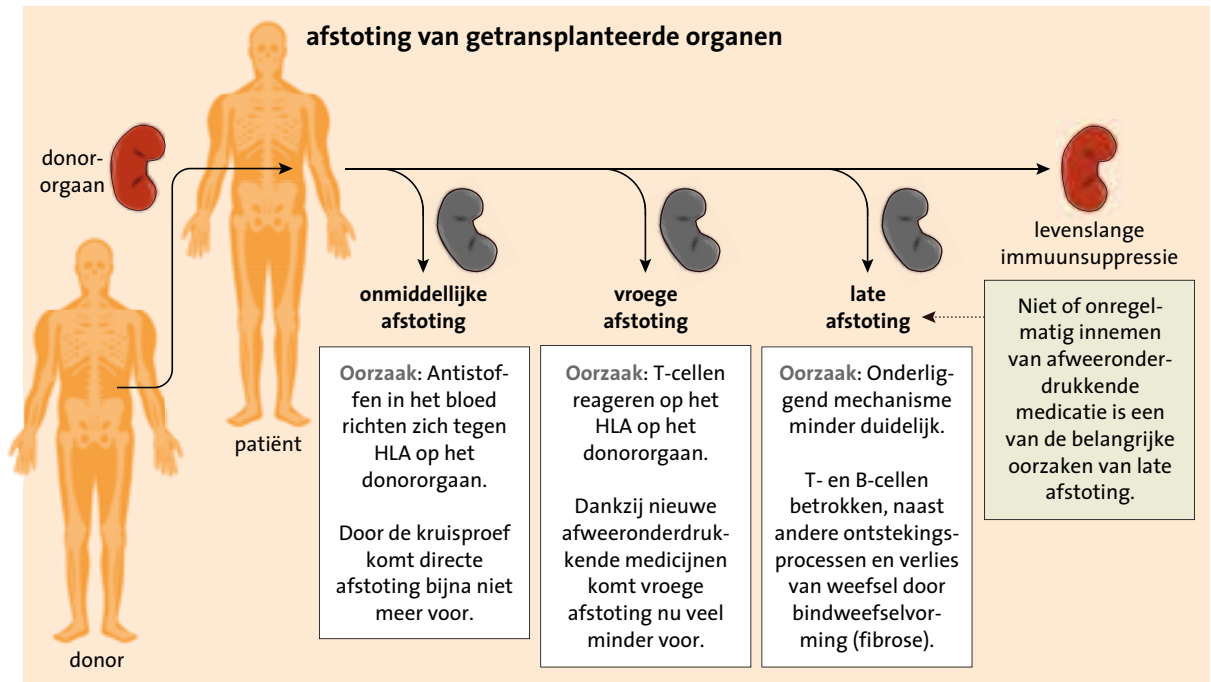 afstoting van getransplanteerde organen
donor-
orgaan
donor
patiënt
onmiddellijke
afstoting
Oorzaak: Antistof-
fen in het bloed
richten zich tegen
HLA op het
donororgaan.
Door de kruisproef
komt directe
afstoting bijna niet
meer voor.
vroege
afstoting
Oorzaak: T-cellen
reageren op het
HLA op het
donororgaan.
Dankzij nieuwe
afweeronderdruk-
kende medicijnen
komt vroege
afstoting nu veel
minder voor.
late
afstoting
Oorzaak: Onderlig-
gend mechanisme
minder duidelijk.
T- en B-cellen
betrokken, naast
andere ontstekings-
processen en verlies
van weefsel door
bindweefselvor-
ming (fibrose).
levenslange
immuunsuppressie
Niet of onregel-
matig innemen
van afweeronder-
drukkende
medicatie is een
van de belangrijke
oorzaken van late
afstoting.